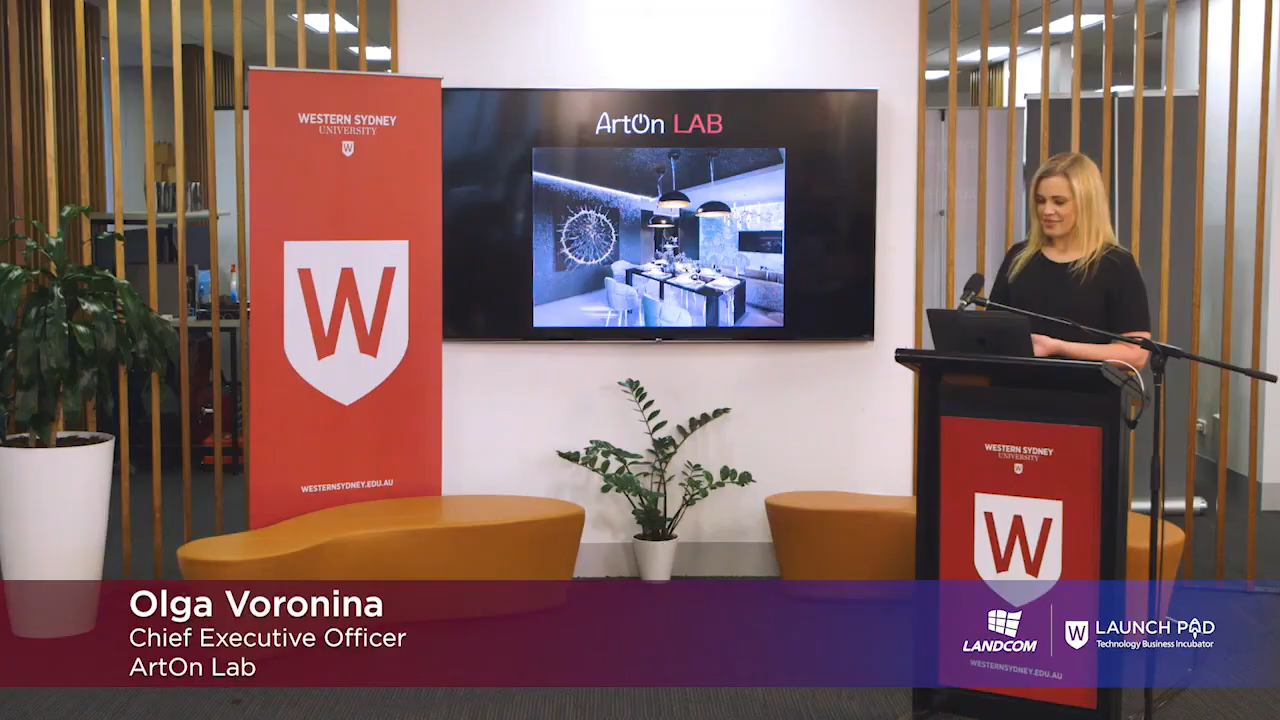 WESTERN SYDNEY
UNIVERSITY
W
W
WESTERNSYDNEY.EDU.AU
ArtOn LAB
WESTERN SYDNEY
UNIVERSITY
W
W
WESTERNSYDNEY.EDU.AU
Olga Voronina
Chief Executive Officer
ArtOn Lab
LANDCOM
W
LAUNCH PAD
Technology Business Incubator